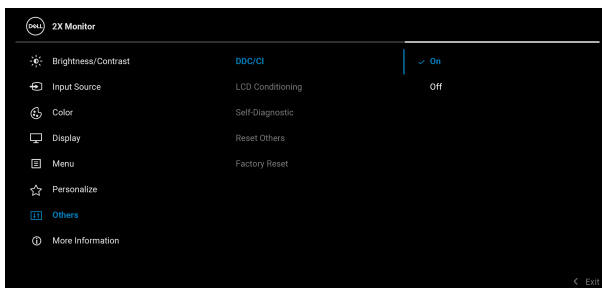 DELL 2X Monitor
Brightness/Contrast DDC/CI On
Input Source LCD Conditioning Off
Color Self-Diagnostic
Display Reset Others
Menu Factory Reset
Personalize
Others
More Information
Exit